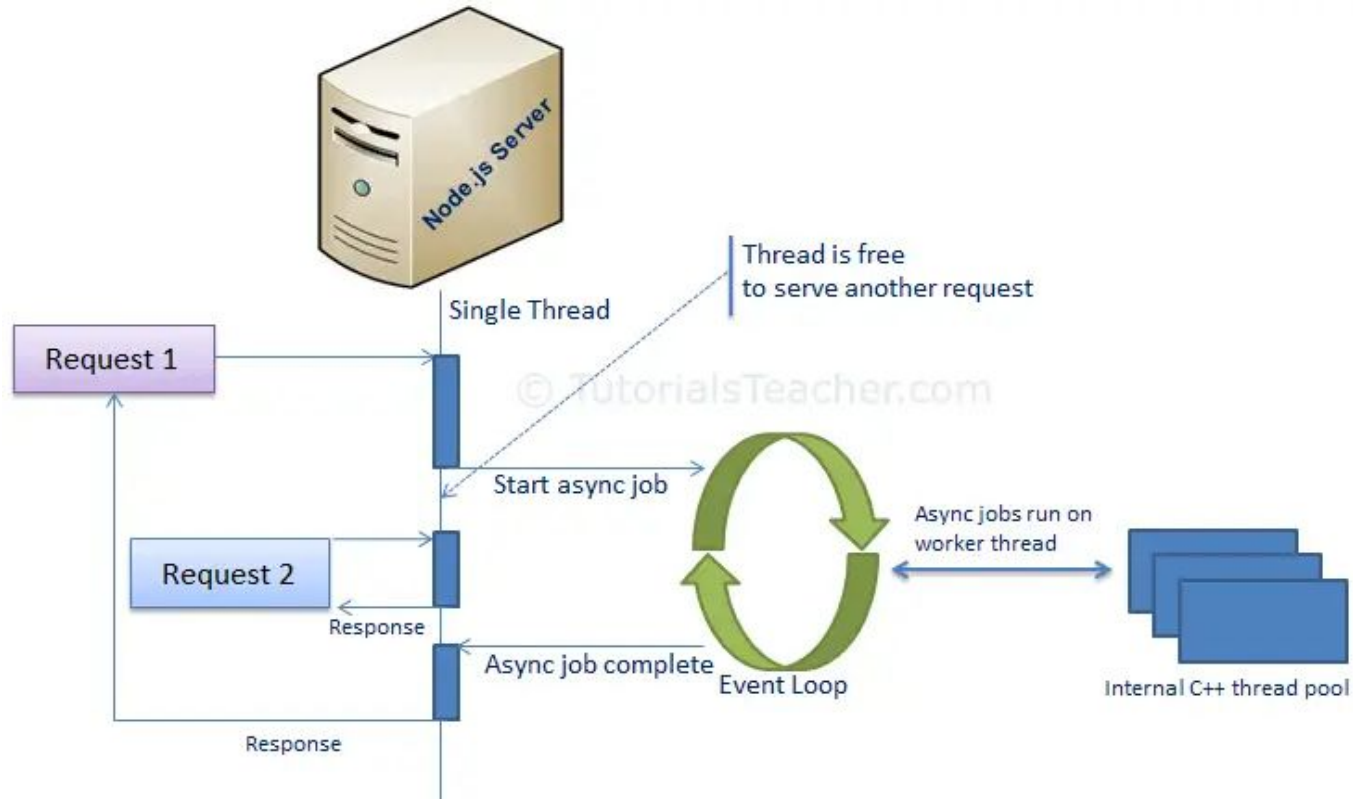 Node.js Server
Thread is free
to serve another request
Single Thread
Request 1
© TutorialsTeacher.com
Start async job
Async jobs run on
worker thread
Request 2
Response
Async job complete
Event Loop
Internal C++ thread pool
Response